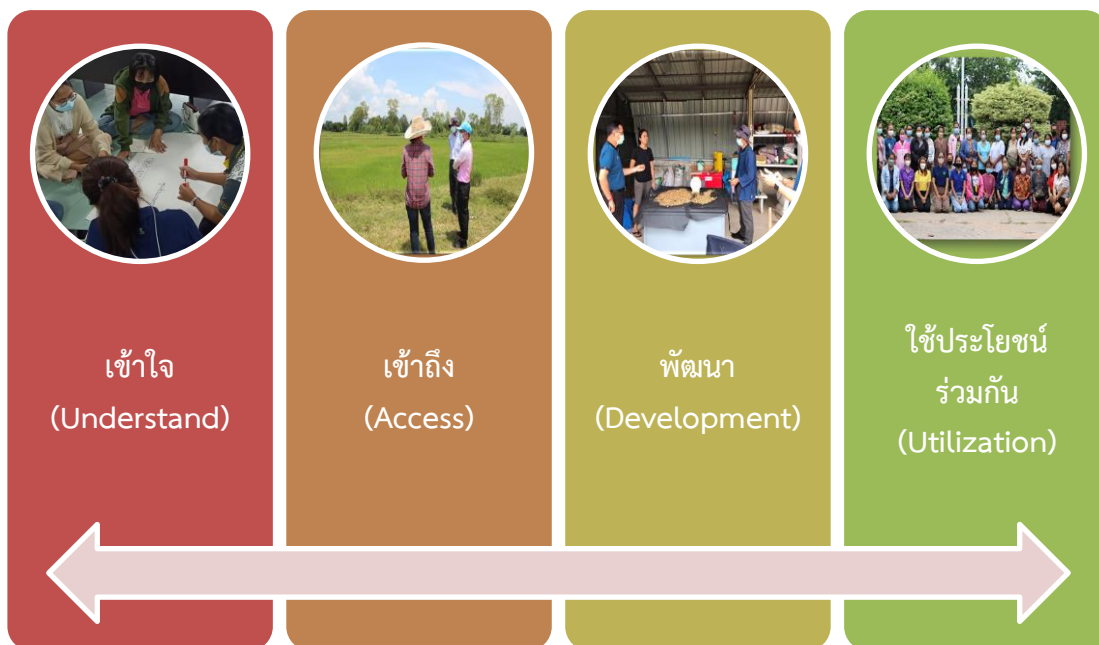 เข้าใจ
(Understand)
เข้าถึง
(Access)
พัฒนา
(Development)
ใช้ประโยชน์
ร่วมกัน
(Utilization)